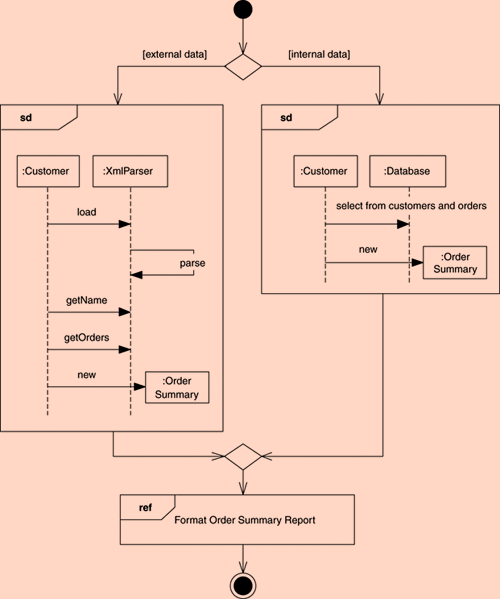 [external data]
[internal data]
sd
:Customer
:XmlParser
load
parse
getName
getOrders
new
:Order
Summary
sd
:Customer
:Database
select from customers and orders
new
:Order
Summary
ref
Format Order Summary Report